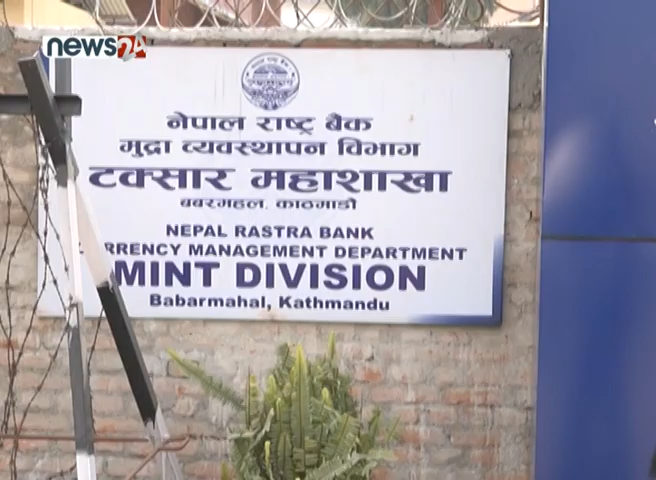 news24
नेपाल राष्ट्र बैंक
मुद्रा व्यवस्थापन विभाग
टक्सार महाशाखा
बबरमहल, काठमाडौं
NEPAL RASTRA BANK
RRENCY MANAGEMENT DEPARTMENT
MINT DIVISION
Babarmahal, Kathmandu